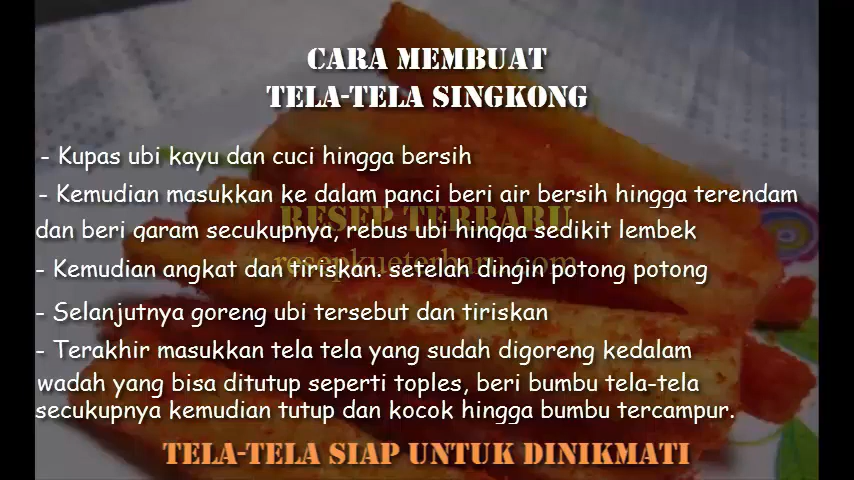 CARA MEMBUAT
TELA-TELA SINGKONG
- Kupas ubi kayu dan cuci hingga bersih
- Kemudian masukkan ke dalam panci beri air bersih hingga terendam
RESEP TERBARU
dan beri garam secukupnya, rebus ubi hingga sedikit lembek
resepkueterbaru.com
- Kemudian angkat dan tiriskan. setelah dingin potong potong
- Selanjutnya goreng ubi tersebut dan tiriskan
- Terakhir masukkan tela tela yang sudah digoreng kedalam
wadah yang bisa ditutup seperti toples, beri bumbu tela-tela
secukupnya kemudian tutup dan kocok hingga bumbu tercampur.
TELA-TELA SIAP UNTUK DINIKMATI